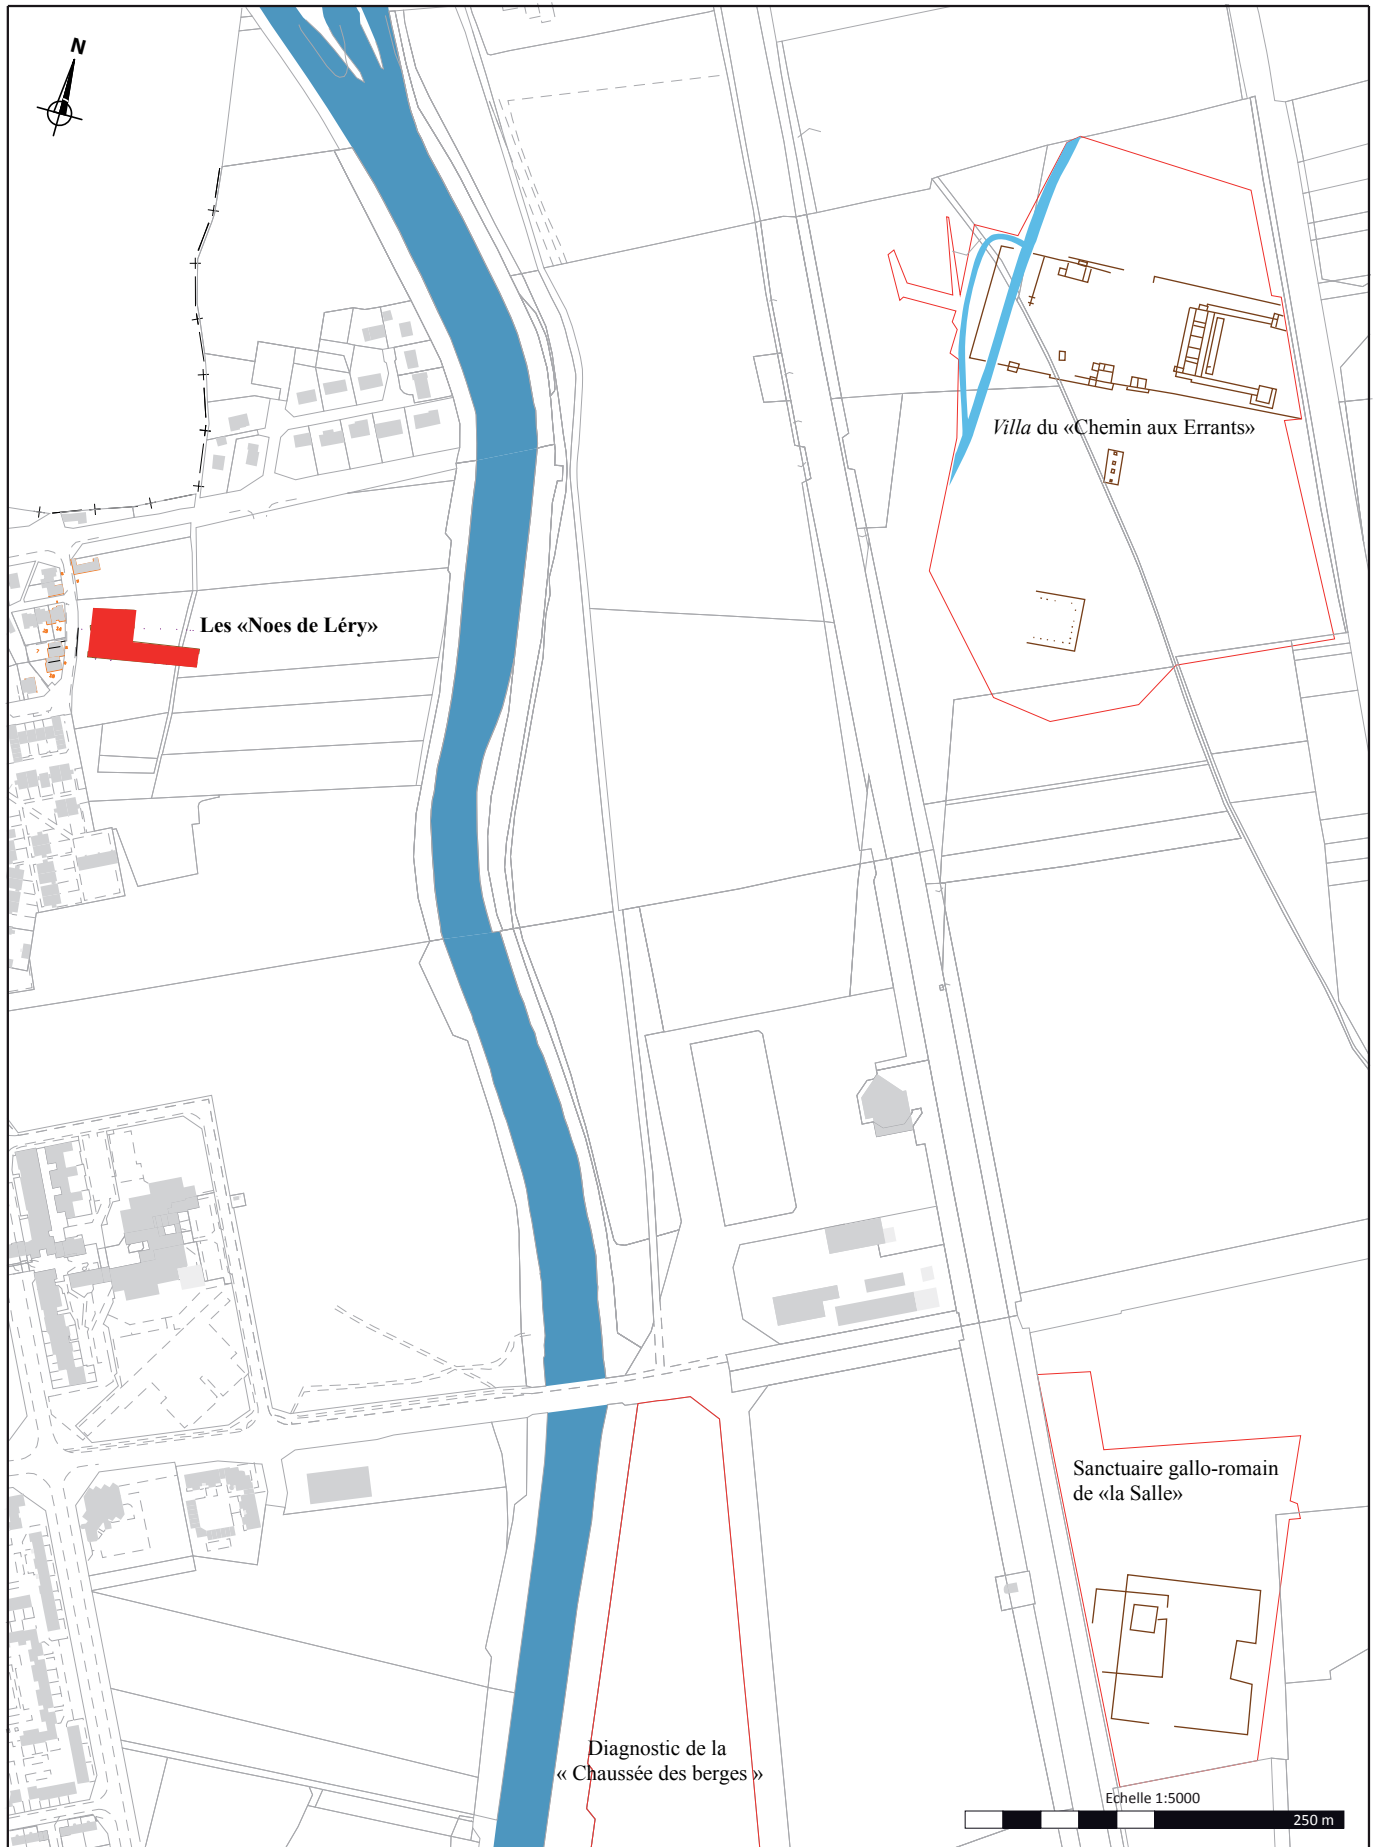 N
Villa du «Chemin aux Errants»
Les «Noes de Léry»
Sanctuaire gallo-romain
de «la Salle»
Diagnostic de la
« Chaussée des berges »
Echelle 1:5000
250 m